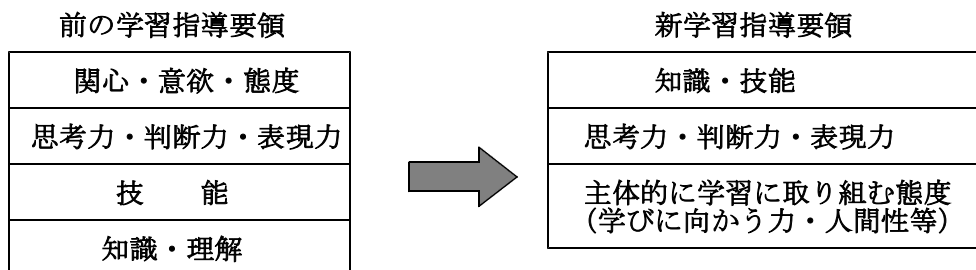 前の学習指導要領
関心・意欲・態度
思考力・判断力・表現力
技　　能
知識・理解
新学習指導要領
知識・技能
思考力・判断力・表現力
主体的に学習に取り組む態度
（学びに向かう力・人間性等）